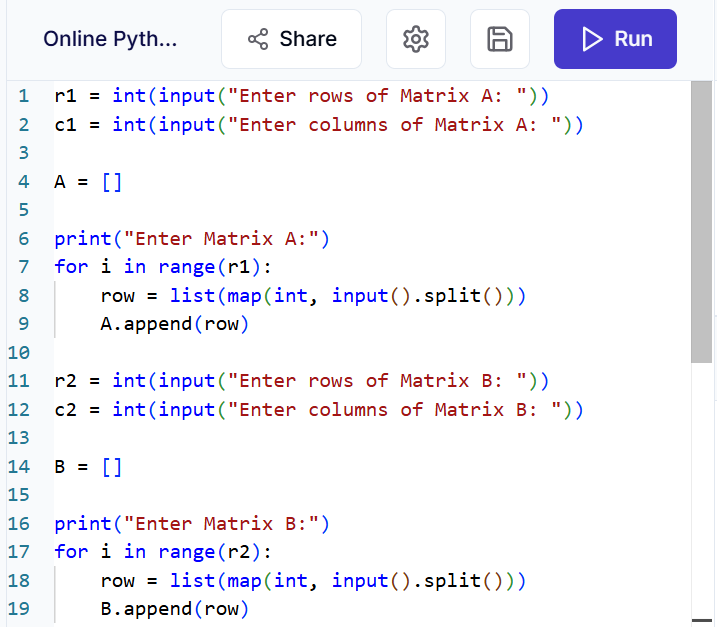 Online Pyth...
Share
Run
1 r1 = int(input("Enter rows of Matrix A: "))
2 c1 = int(input("Enter columns of Matrix A: "))
3
4 A = []
5
6 print("Enter Matrix A:")
7 for i in range(r1):
8     row = list(map(int, input().split()))
9     A.append(row)
10
11 r2 = int(input("Enter rows of Matrix B: "))
12 c2 = int(input("Enter columns of Matrix B: "))
13
14 B = []
15
16 print("Enter Matrix B:")
17 for i in range(r2):
18     row = list(map(int, input().split()))
19     B.append(row)